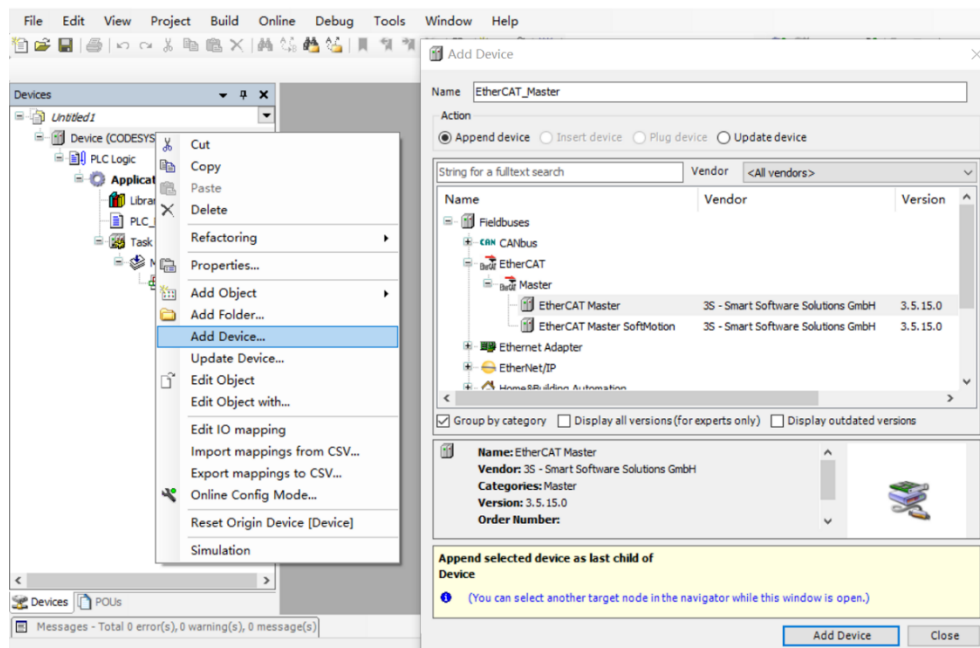 File Edit View Project Build Online Debug Tools Window Help
Devices
Untitled1
Device (CODESYS
PLC Logic
Applicat
Librar
PLC_
Task
M
Cut
Copy
Paste
Delete
Refactoring
Properties...
Add Object
Add Folder...
Add Device...
Update Device...
Edit Object
Edit Object with...
Edit IO mapping
Import mappings from CSV...
Export mappings to CSV...
Online Config Mode...
Reset Origin Device [Device]
Simulation
Devices POUs
Messages - Total 0 error(s), 0 warning(s), 0 message(s)
Add Device
Name EtherCAT_Master
Action
Append device Insert device Plug device Update device
String for a fulltext search Vendor <All vendors>
Name Vendor Version
Fieldbuses
CAN CANbus
EtherCAT
Master
EtherCAT Master 3S - Smart Software Solutions GmbH 3.5.15.0
EtherCAT Master SoftMotion 3S - Smart Software Solutions GmbH 3.5.15.0
Ethernet Adapter
EtherNet/IP
Home&Building Automation
Group by category Display all versions(for experts only) Display outdated versions
Name: EtherCAT Master
Vendor: 3S - Smart Software Solutions GmbH
Categories: Master
Version: 3.5.15.0
Order Number:
Append selected device as last child of
Device
(You can select another target node in the navigator while this window is open.)
Add Device Close